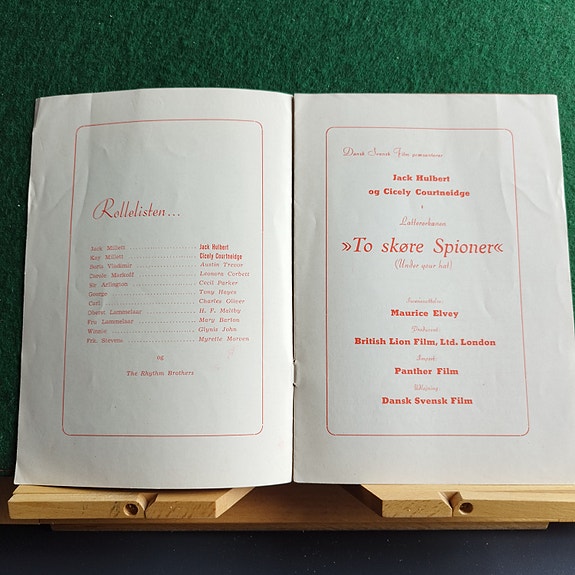 Rollelisten...
Jack Millett ........ Jack Hulbert
Kay Millett ........ Cicely Courtneidge
Boris Vladimir ........ Austin Trevor
Carole Markoff ........ Leonora Corbett
Sir Arlington ........ Cecil Parker
George ........ Tony Hayes
Carl ........ Charles Oliver
Oberst Lammelaar ........ H. F. Maltby
Fru Lammelaar ........ Mary Barton
Winnie ........ Glynis John
Frk. Stevens ........ Myrette Morven
og
The Rhythm Brothers
Dansk Svensk Film præsenterer
Jack Hulbert
og Cicely Courtneidge
i
Latterorkanen
»To skøre Spioner«
(Under your hat)
Iscenesættelse:
Maurice Elvey
Producent:
British Lion Film, Ltd. London
Import:
Panther Film
Udlejning:
Dansk Svensk Film